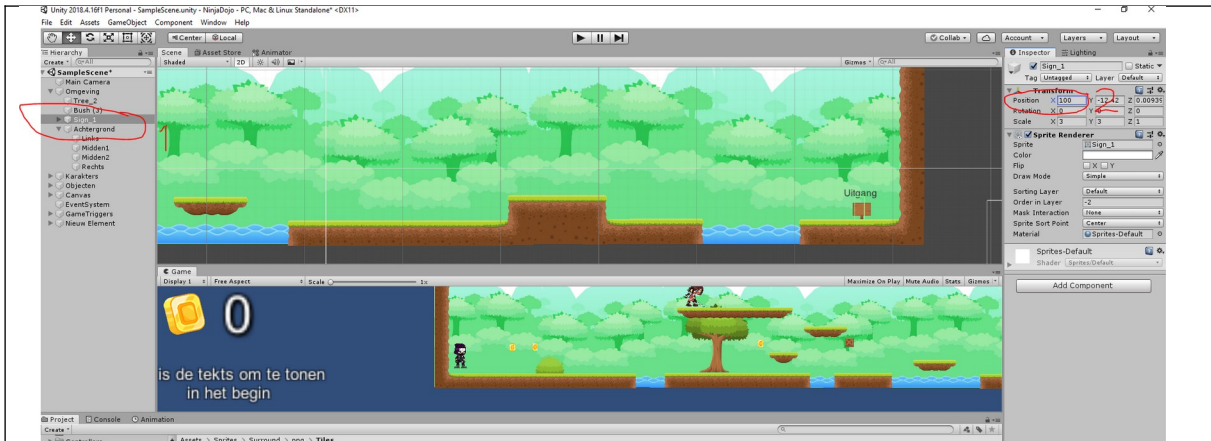 Unity 2018.4.16f1 Personal - SampleScene.unity - NinjaDojo - PC, Mac & Linux Standalone* <DX11>
File Edit Assets GameObject Component Window Help
Center Local Collab Account Layers Layout
Hierarchy Scene Asset Store Animator Inspector Lighting
Create All Shaded 2D Gizmos All Sign_1 Static
SampleScene* Tag Untagged Layer Default
Main Camera Transform
Omgeving Position X 100 Y -12.42 Z 0.00939
Tree_2 Rotation X 0 Y Z 0
Bush (3) Scale X 3 Y 3 Z 1
Sign_1 Sprite Renderer
Achtergrond Sprite Sign_1
Links Color
Midden1 Flip X Y
Midden2 Draw Mode Simple
Rechts Sorting Layer Default
Karakters Order in Layer -2
Objecten Mask Interaction None
Canvas Sprite Sort Point Center
EventSystem Material Sprites-Default
GameTriggers Sprites-Default
Nieuw Element Shader Sprites/Default
Add Component
1
2
Uitgang
Game
Display 1 Free Aspect Scale 1x Maximize On Play Mute Audio Stats Gizmos
0
is de tekts om te tonen
in het begin
Project Console Animation
Create
Assets > Sprites > Surround > png > Tiles